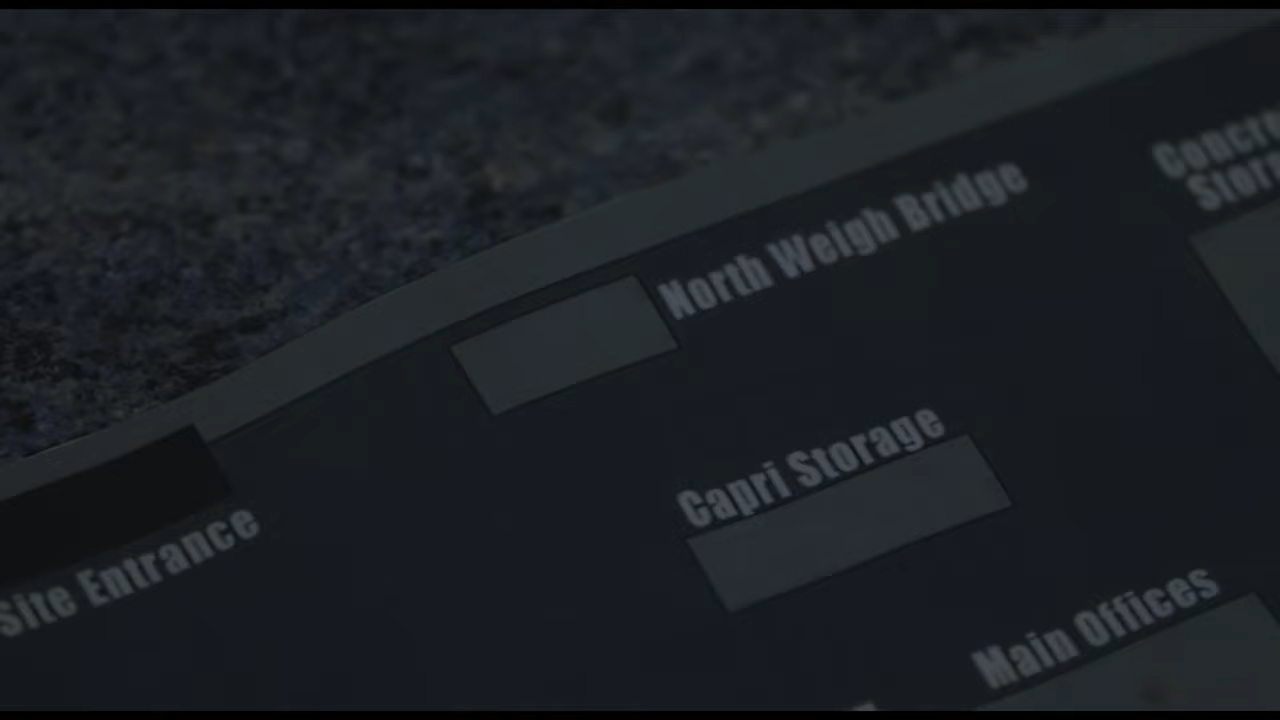 North Weigh Bridge
Capri Storage
Site Entrance
Main Offices